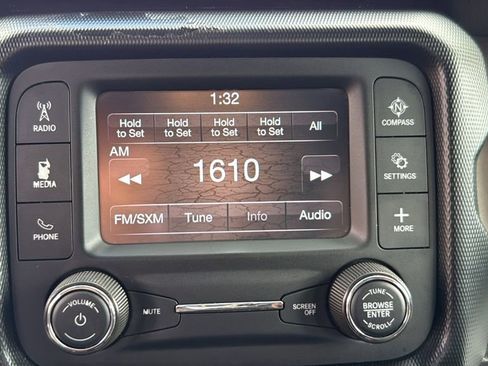 1:32
Hold to Set
Hold to Set
Hold to Set
Hold to Set
All
AM
1610
FM/SXM
Tune
Info
Audio
RADIO
MEDIA
PHONE
N
COMPASS
SETTINGS
MORE
VOLUME
MUTE
SCREEN OFF
TUNE
BROWSE
ENTER
SCROLL